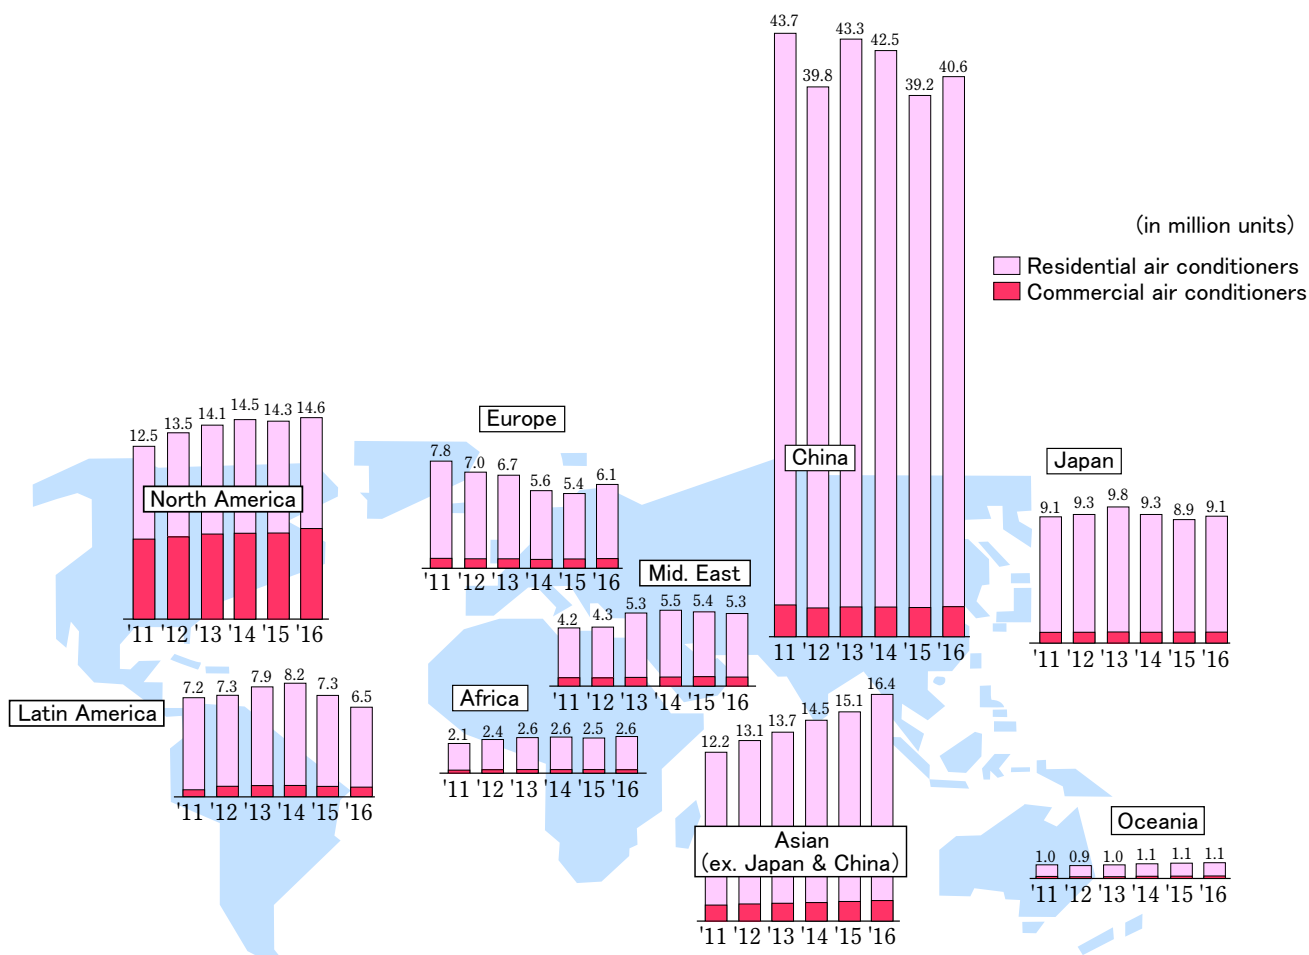 (in million units)
Residential air conditioners
Commercial air conditioners
North America
12.5 13.5 14.1 14.5 14.3 14.6
'11 '12 '13 '14 '15 '16
Europe
7.8 7.0 6.7 5.6 5.4 6.1
'11 '12 '13 '14 '15 '16
China
43.7 39.8 43.3 42.5 39.2 40.6
11 '12 '13 '14 '15 '16
Japan
9.1 9.3 9.8 9.3 8.9 9.1
'11 '12 '13 '14 '15 '16
Mid. East
4.2 4.3 5.3 5.5 5.4 5.3
'11 '12 '13 '14 '15 '16
Latin America
7.2 7.3 7.9 8.2 7.3 6.5
'11 '12 '13 '14 '15 '16
Africa
2.1 2.4 2.6 2.6 2.5 2.6
'11 '12 '13 '14 '15 '16
Asian
(ex. Japan & China)
12.2 13.1 13.7 14.5 15.1 16.4
'11 '12 '13 '14 '15 '16
Oceania
1.0 0.9 1.0 1.1 1.1 1.1
'11 '12 '13 '14 '15 '16